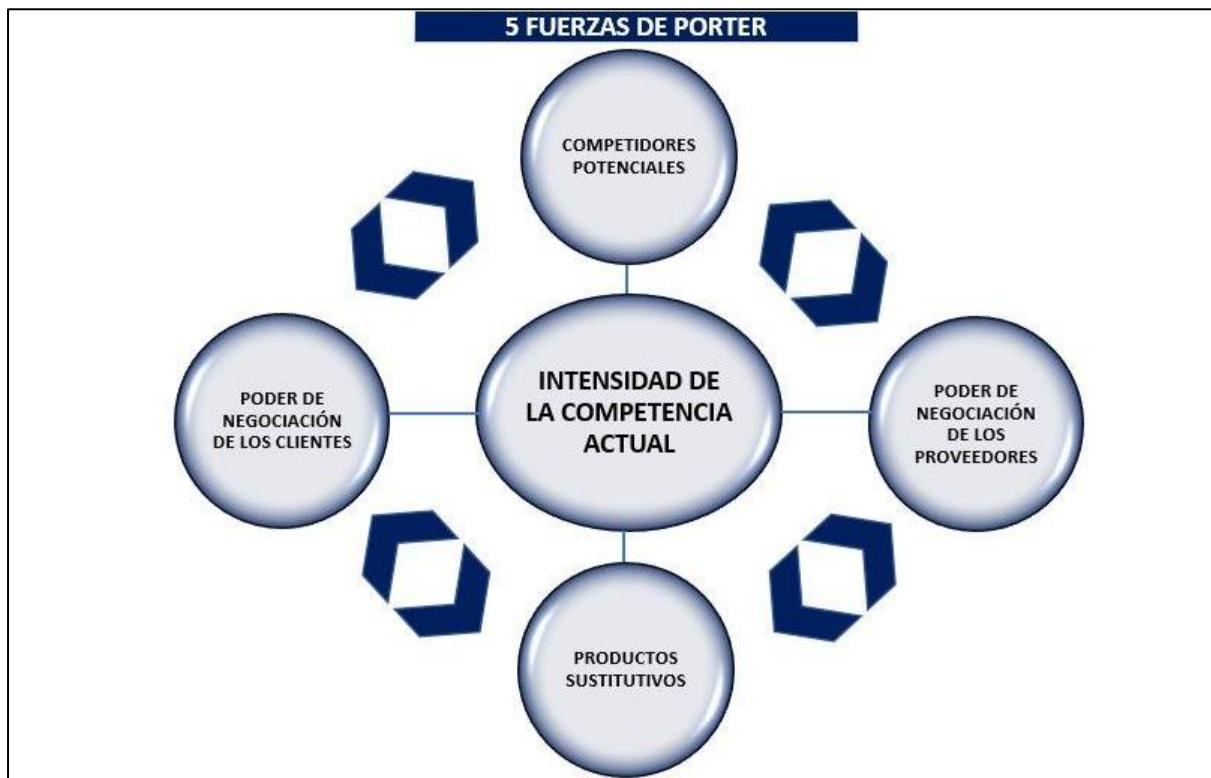 5 FUERZAS DE PORTER
COMPETIDORES
POTENCIALES
PODER DE
NEGOCIACIÓN
DE LOS CLIENTES
INTENSIDAD DE
LA COMPETENCIA
ACTUAL
PODER DE
NEGOCIACIÓN
DE LOS
PROVEEDORES
PRODUCTOS
SUSTITUTIVOS